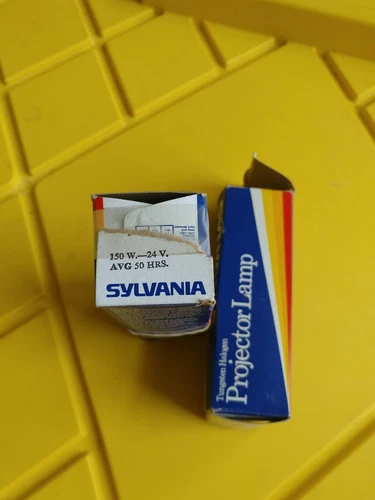 150 W.—24 V.
AVG 50 HRS.
SYLVANIA
Tungsten Halogen
Projector Lamp